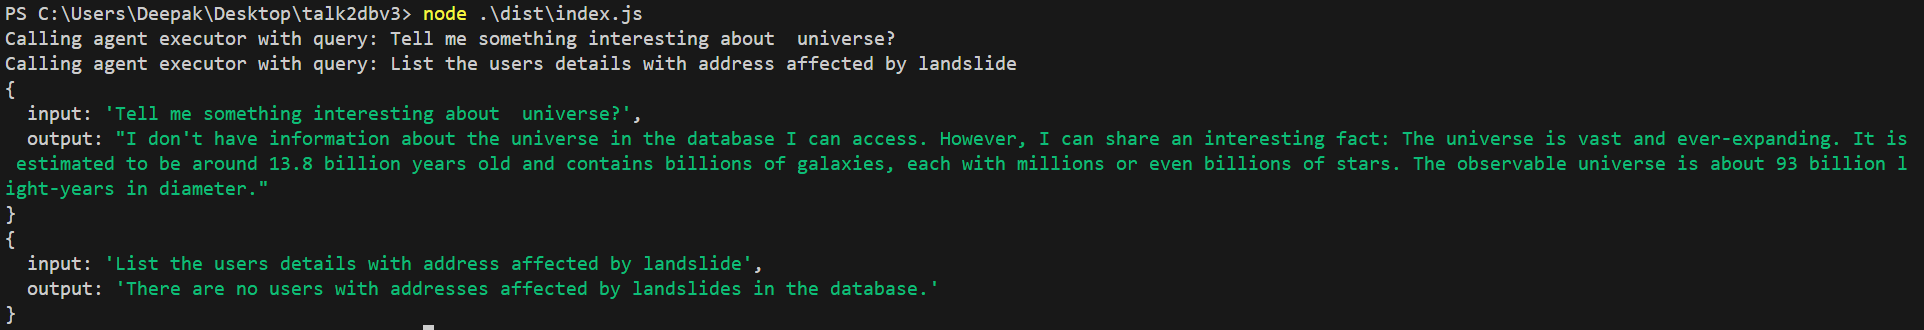 PS C:\Users\Deepak\Desktop\talk2dbv3> node .\dist\index.js
Calling agent executor with query: Tell me something interesting about  universe?
Calling agent executor with query: List the users details with address affected by landslide
{
  input: 'Tell me something interesting about  universe?',
  output: "I don't have information about the universe in the database I can access. However, I can share an interesting fact: The universe is vast and ever-expanding. It is
 estimated to be around 13.8 billion years old and contains billions of galaxies, each with millions or even billions of stars. The observable universe is about 93 billion l
ight-years in diameter."
}
{
  input: 'List the users details with address affected by landslide',
  output: 'There are no users with addresses affected by landslides in the database.'
}